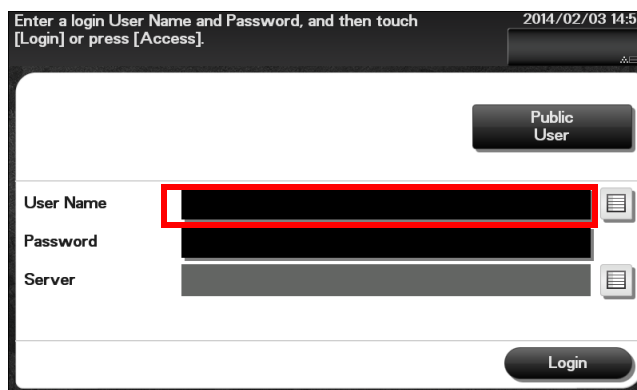 Enter a login User Name and Password, and then touch
[Login] or press [Access].
2014/02/03 14:5
Public
User
User Name
Password
Server
Login